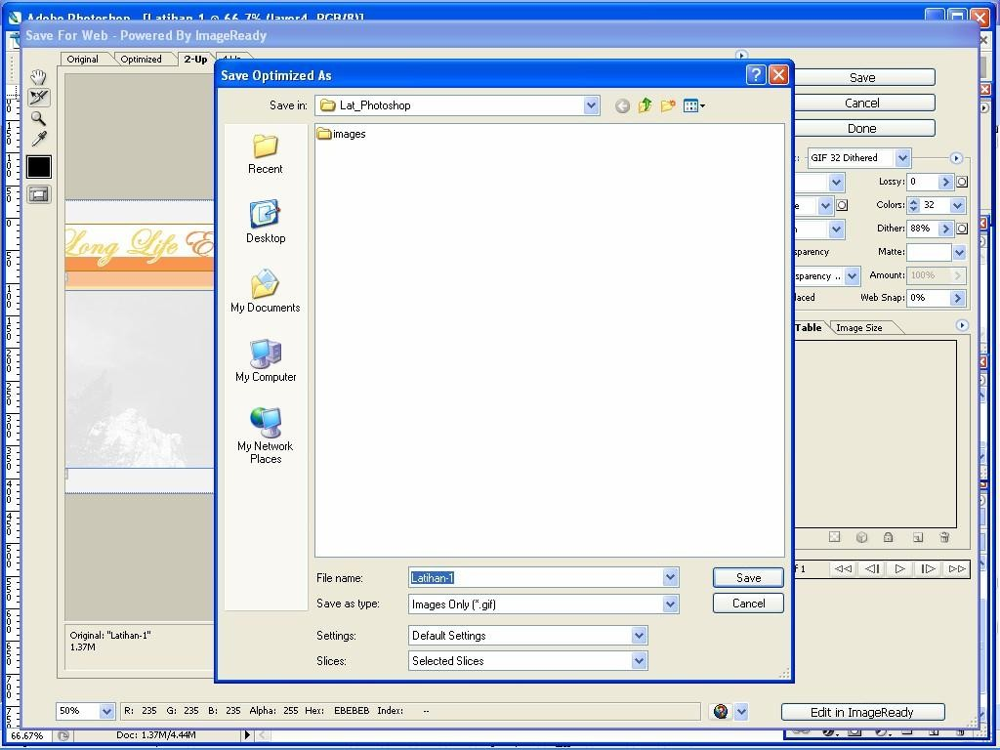 Adobe Photoshop - [Latihan-1 @ 66.7% (layer4, RGB/8)]
Save For Web - Powered By ImageReady
Original
Optimized
2-Up
4-Up
Save Optimized As
Save in:
Lat_Photoshop
images
Recent
Desktop
My Documents
My Computer
My Network
Places
File name:
Latihan-1
Save
Save as type:
Images Only (*.gif)
Cancel
Settings:
Default Settings
Slices:
Selected Slices
Save
Cancel
Done
GIF 32 Dithered
Lossy: 0
Colors: 32
Dither: 88%
sparency
Matte:
sparency ..
Amount: 100%
laced
Web Snap: 0%
Table
Image Size
f 1
Long Life E
Original: "Latihan-1"
1.37M
50%
R: 235 G: 235 B: 235 Alpha: 255 Hex: EBEBEB Index: --
Edit in ImageReady
66.67%
Doc: 1.37M/4.44M